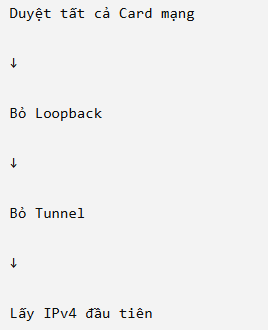 Duyệt tất cả Card mạng
↓
Bỏ Loopback
↓
Bỏ Tunnel
↓
Lấy IPv4 đầu tiên